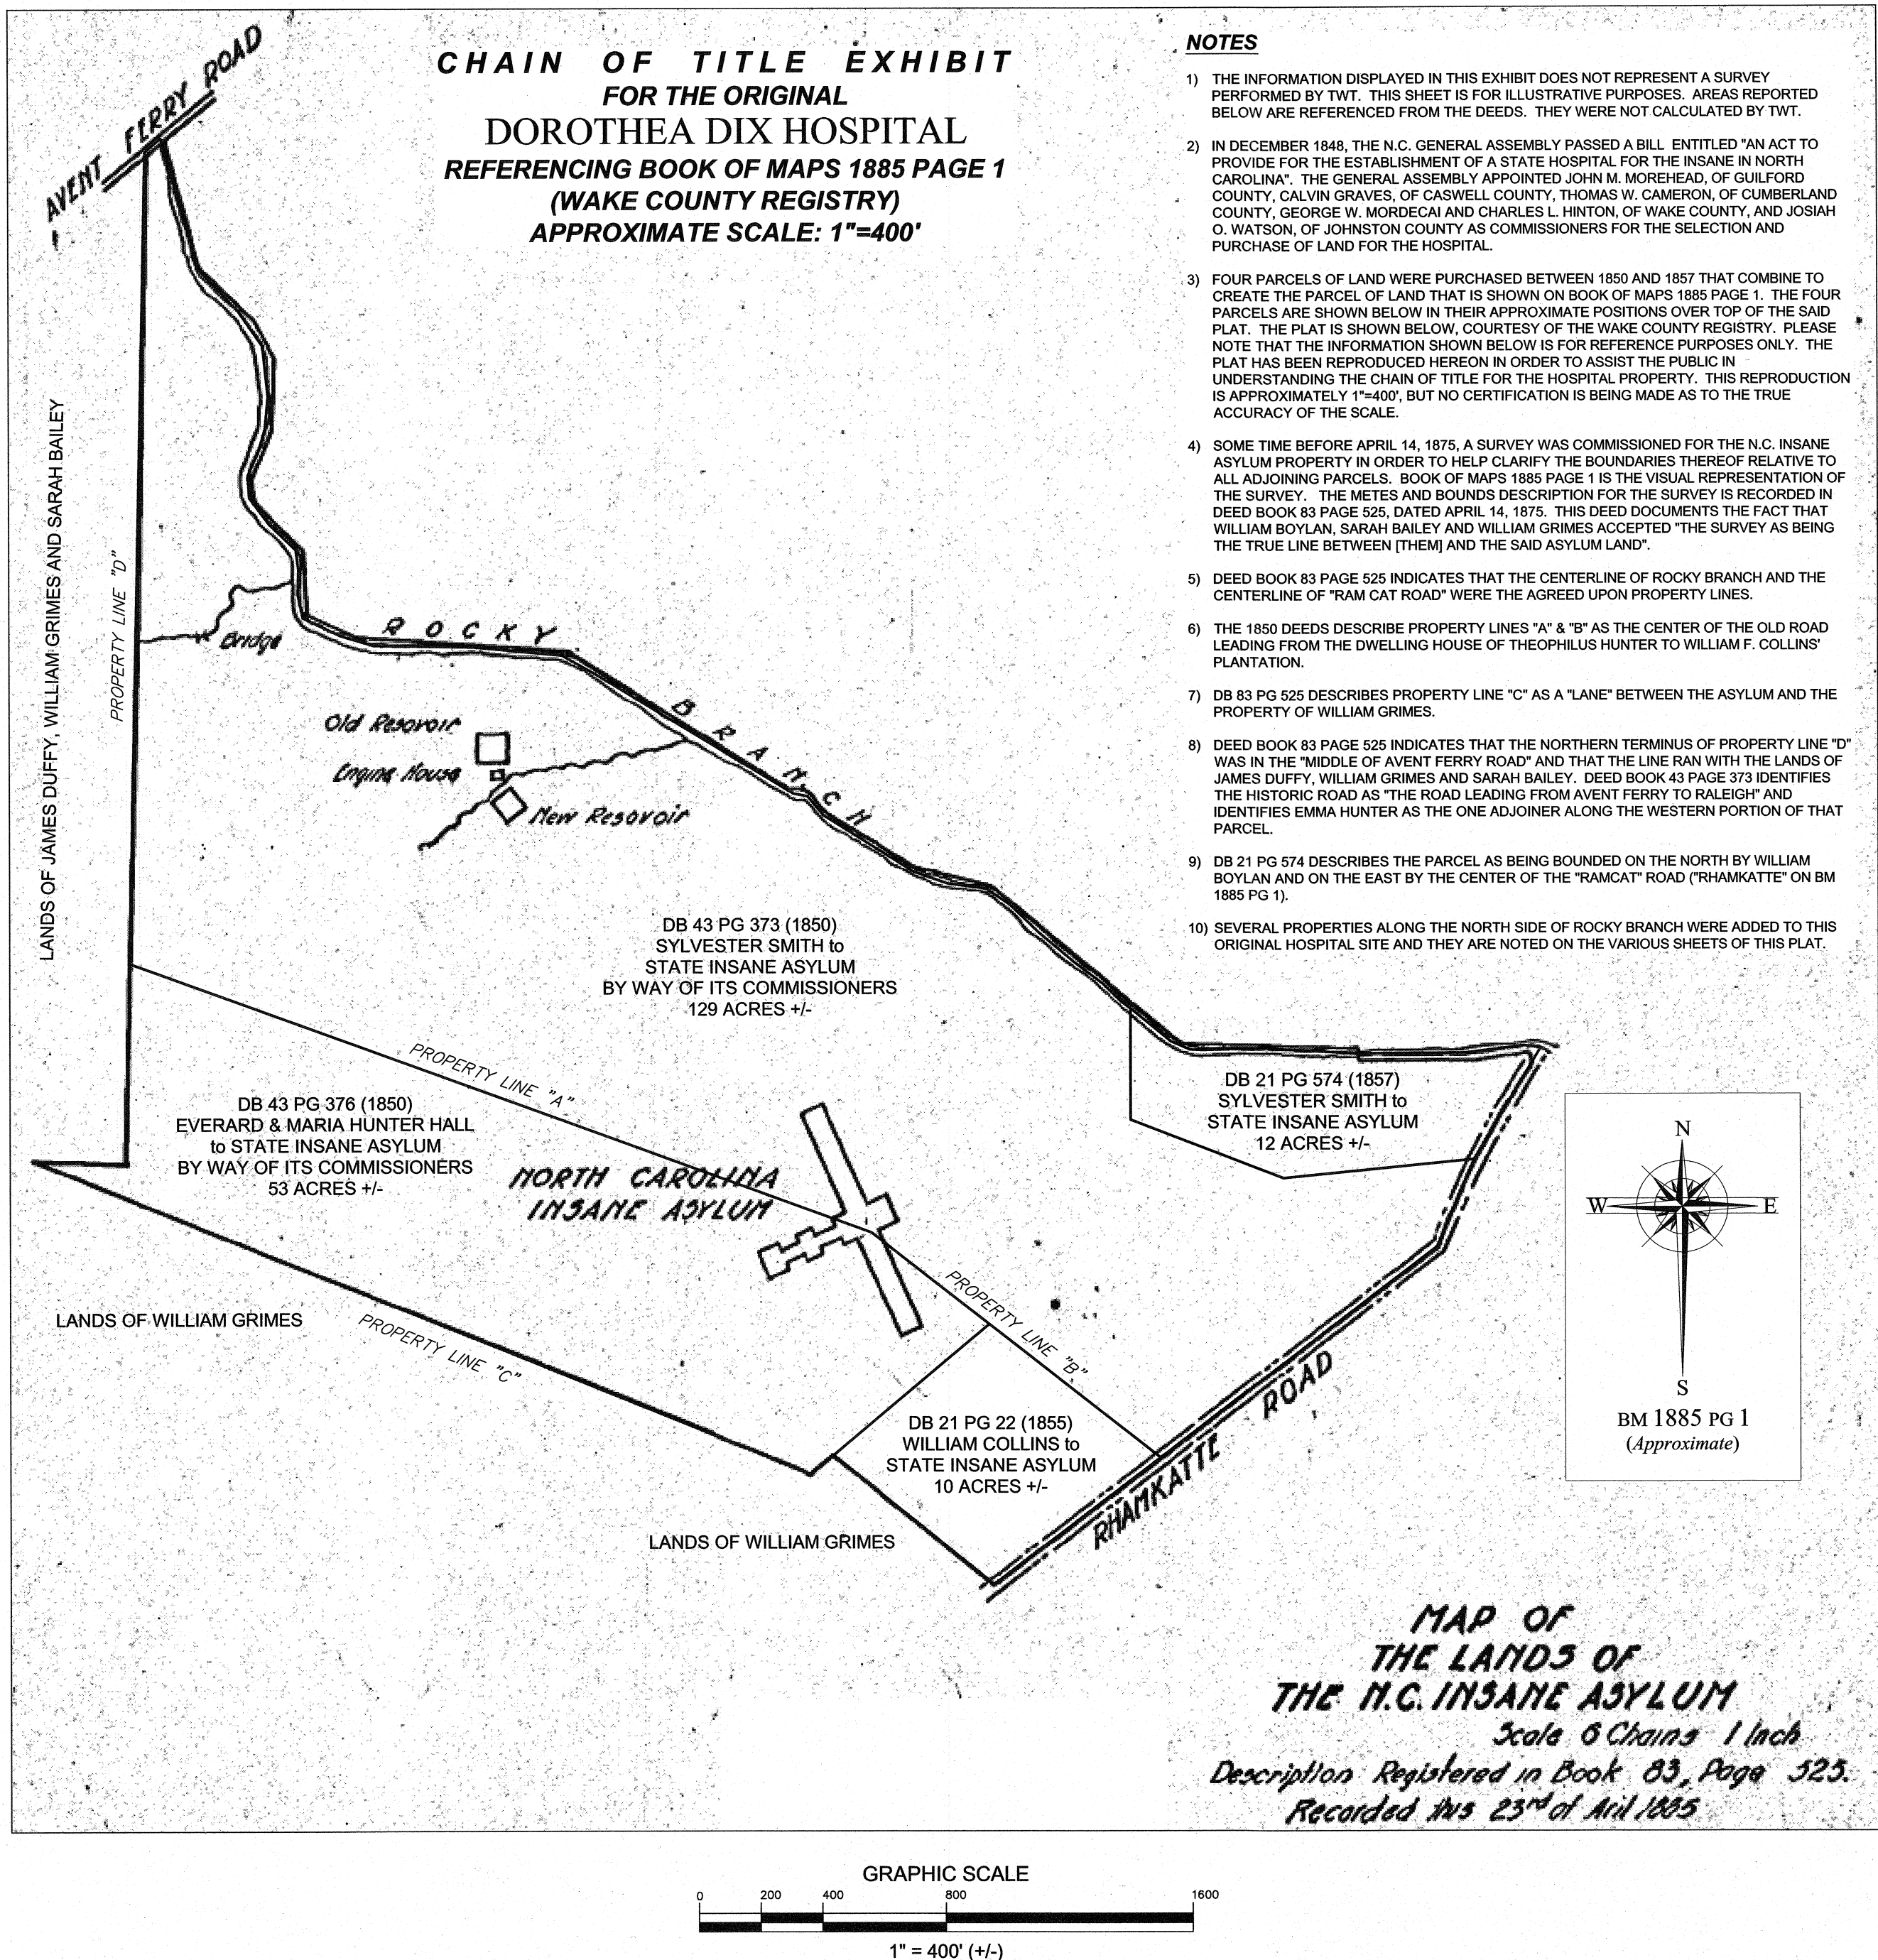 CHAIN OF TITLE EXHIBIT
FOR THE ORIGINAL
DOROTHEA DIX HOSPITAL
REFERENCING BOOK OF MAPS 1885 PAGE 1
(WAKE COUNTY REGISTRY)
APPROXIMATE SCALE: 1"=400'
NOTES
1) THE INFORMATION DISPLAYED IN THIS EXHIBIT DOES NOT REPRESENT A SURVEY
PERFORMED BY TWT. THIS SHEET IS FOR ILLUSTRATIVE PURPOSES. AREAS REPORTED
BELOW ARE REFERENCED FROM THE DEEDS. THEY WERE NOT CALCULATED BY TWT.
2) IN DECEMBER 1848, THE N.C. GENERAL ASSEMBLY PASSED A BILL ENTITLED "AN ACT TO
PROVIDE FOR THE ESTABLISHMENT OF A STATE HOSPITAL FOR THE INSANE IN NORTH
CAROLINA". THE GENERAL ASSEMBLY APPOINTED JOHN M. MOREHEAD, OF GUILFORD
COUNTY, CALVIN GRAVES, OF CASWELL COUNTY, THOMAS W. CAMERON, OF CUMBERLAND
COUNTY, GEORGE W. MORDECAI AND CHARLES L. HINTON, OF WAKE COUNTY, AND JOSIAH
O. WATSON, OF JOHNSTON COUNTY AS COMMISSIONERS FOR THE SELECTION AND
PURCHASE OF LAND FOR THE HOSPITAL.
3) FOUR PARCELS OF LAND WERE PURCHASED BETWEEN 1850 AND 1857 THAT COMBINE TO
CREATE THE PARCEL OF LAND THAT IS SHOWN ON BOOK OF MAPS 1885 PAGE 1. THE FOUR
PARCELS ARE SHOWN BELOW IN THEIR APPROXIMATE POSITIONS OVER TOP OF THE SAID
PLAT. THE PLAT IS SHOWN BELOW, COURTESY OF THE WAKE COUNTY REGISTRY. PLEASE
NOTE THAT THE INFORMATION SHOWN BELOW IS FOR REFERENCE PURPOSES ONLY. THE
PLAT HAS BEEN REPRODUCED HEREON IN ORDER TO ASSIST THE PUBLIC IN
UNDERSTANDING THE CHAIN OF TITLE FOR THE HOSPITAL PROPERTY. THIS REPRODUCTION
IS APPROXIMATELY 1"=400', BUT NO CERTIFICATION IS BEING MADE AS TO THE TRUE
ACCURACY OF THE SCALE.
4) SOME TIME BEFORE APRIL 14, 1875, A SURVEY WAS COMMISSIONED FOR THE N.C. INSANE
ASYLUM PROPERTY IN ORDER TO HELP CLARIFY THE BOUNDARIES THEREOF RELATIVE TO
ALL ADJOINING PARCELS. BOOK OF MAPS 1885 PAGE 1 IS THE VISUAL REPRESENTATION OF
THE SURVEY. THE METES AND BOUNDS DESCRIPTION FOR THE SURVEY IS RECORDED IN
DEED BOOK 83 PAGE 525, DATED APRIL 14, 1875. THIS DEED DOCUMENTS THE FACT THAT
WILLIAM BOYLAN, SARAH BAILEY AND WILLIAM GRIMES ACCEPTED "THE SURVEY AS BEING
THE TRUE LINE BETWEEN [THEM] AND THE SAID ASYLUM LAND".
5) DEED BOOK 83 PAGE 525 INDICATES THAT THE CENTERLINE OF ROCKY BRANCH AND THE
CENTERLINE OF "RAM CAT ROAD" WERE THE AGREED UPON PROPERTY LINES.
6) THE 1850 DEEDS DESCRIBE PROPERTY LINES "A" & "B" AS THE CENTER OF THE OLD ROAD
LEADING FROM THE DWELLING HOUSE OF THEOPHILUS HUNTER TO WILLIAM F. COLLINS'
PLANTATION.
7) DB 83 PG 525 DESCRIBES PROPERTY LINE "C" AS A "LANE" BETWEEN THE ASYLUM AND THE
PROPERTY OF WILLIAM GRIMES.
8) DEED BOOK 83 PAGE 525 INDICATES THAT THE NORTHERN TERMINUS OF PROPERTY LINE "D"
WAS IN THE "MIDDLE OF AVENT FERRY ROAD" AND THAT THE LINE RAN WITH THE LANDS OF
JAMES DUFFY, WILLIAM GRIMES AND SARAH BAILEY. DEED BOOK 43 PAGE 373 IDENTIFIES
THE HISTORIC ROAD AS "THE ROAD LEADING FROM AVENT FERRY TO RALEIGH" AND
IDENTIFIES EMMA HUNTER AS THE ONE ADJOINER ALONG THE WESTERN PORTION OF THAT
PARCEL.
9) DB 21 PG 574 DESCRIBES THE PARCEL AS BEING BOUNDED ON THE NORTH BY WILLIAM
BOYLAN AND ON THE EAST BY THE CENTER OF THE "RAMCAT" ROAD ("RHAMKATTE" ON BM
1885 PG 1).
10) SEVERAL PROPERTIES ALONG THE NORTH SIDE OF ROCKY BRANCH WERE ADDED TO THIS
ORIGINAL HOSPITAL SITE AND THEY ARE NOTED ON THE VARIOUS SHEETS OF THIS PLAT.
AVENT FERRY ROAD
LANDS OF JAMES DUFFY, WILLIAM GRIMES AND SARAH BAILEY
PROPERTY LINE "D"
Bridge
ROCKY BRANCH
Old Resovoir
Engine House
New Resovoir
DB 43 PG 373 (1850)
SYLVESTER SMITH to
STATE INSANE ASYLUM
BY WAY OF ITS COMMISSIONERS
129 ACRES +/-
PROPERTY LINE "A"
DB 43 PG 376 (1850)
EVERARD & MARIA HUNTER HALL
to STATE INSANE ASYLUM
BY WAY OF ITS COMMISSIONERS
53 ACRES +/-
NORTH CAROLINA
INSANE ASYLUM
DB 21 PG 574 (1857)
SYLVESTER SMITH to
STATE INSANE ASYLUM
12 ACRES +/-
LANDS OF WILLIAM GRIMES
PROPERTY LINE "C"
PROPERTY LINE "B"
DB 21 PG 22 (1855)
WILLIAM COLLINS to
STATE INSANE ASYLUM
10 ACRES +/-
LANDS OF WILLIAM GRIMES
RHAMKATTE ROAD
N
W E
S
BM 1885 PG 1
(Approximate)
MAP OF
THE LANDS OF
THE N.C. INSANE ASYLUM
Scale 6 Chains 1 Inch
Description Registered in Book 83, Page 525.
Recorded this 23rd of Aril 1885
GRAPHIC SCALE
0 200 400 800 1600
1" = 400' (+/-)